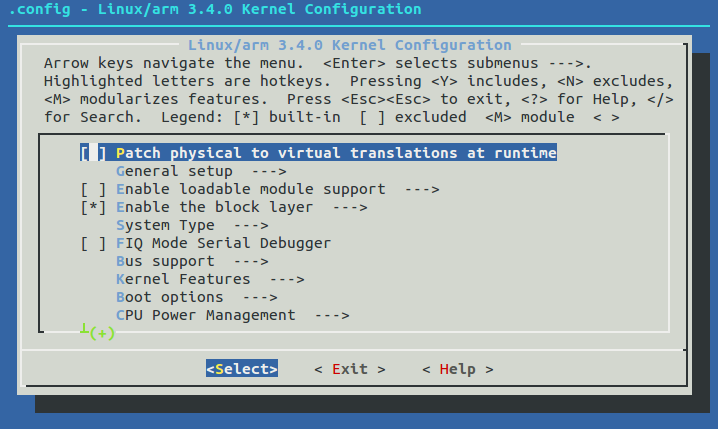 .config - Linux/arm 3.4.0 Kernel Configuration
Linux/arm 3.4.0 Kernel Configuration
Arrow keys navigate the menu.  <Enter> selects submenus --->.
Highlighted letters are hotkeys.  Pressing <Y> includes, <N> excludes,
<M> modularizes features.  Press <Esc><Esc> to exit, <?> for Help, </>
for Search.  Legend: [*] built-in  [ ] excluded  <M> module  < >
[ ] Patch physical to virtual translations at runtime
General setup  --->
[ ] Enable loadable module support  --->
[*] Enable the block layer  --->
System Type  --->
[ ] FIQ Mode Serial Debugger
Bus support  --->
Kernel Features  --->
Boot options  --->
CPU Power Management  --->
(+)
<Select>    < Exit >    < Help >